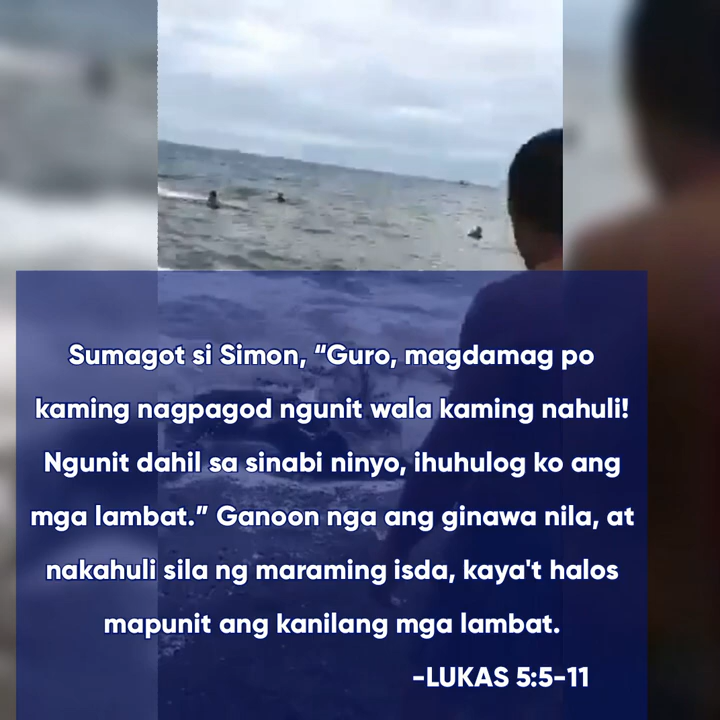 Sumagot si Simon, “Guro, magdamag po
kaming nagpagod ngunit wala kaming nahuli!
Ngunit dahil sa sinabi ninyo, ihuhulog ko ang
mga lambat.” Ganoon nga ang ginawa nila, at
nakahuli sila ng maraming isda, kaya't halos
mapunit ang kanilang mga lambat.
-LUKAS 5:5-11